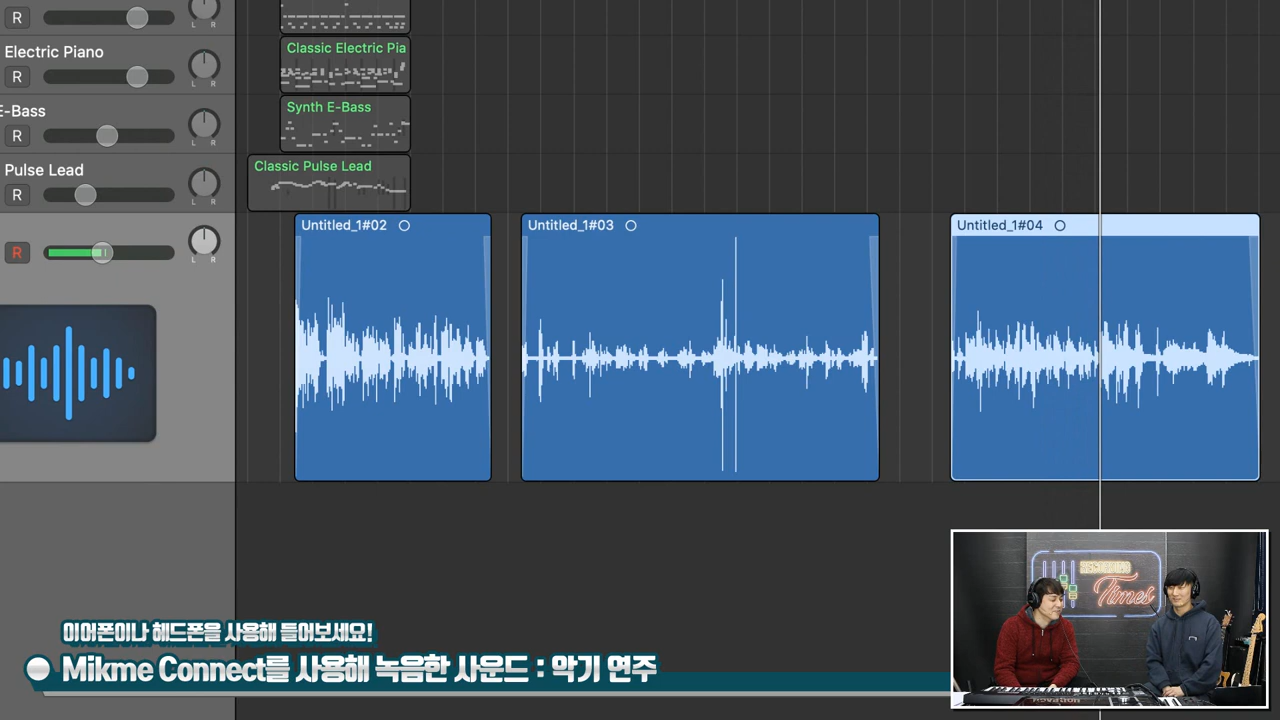 R
L R
Electric Piano
R
L R
Classic Electric Pia
E-Bass
R
L R
Synth E-Bass
Pulse Lead
R
L R
Classic Pulse Lead
R
L R
Untitled_1#02
Untitled_1#03
Untitled_1#04
Times
novation
이어폰이나 헤드폰을 사용해 들어보세요!
Mikme Connect를 사용해 녹음한 사운드 : 악기 연주